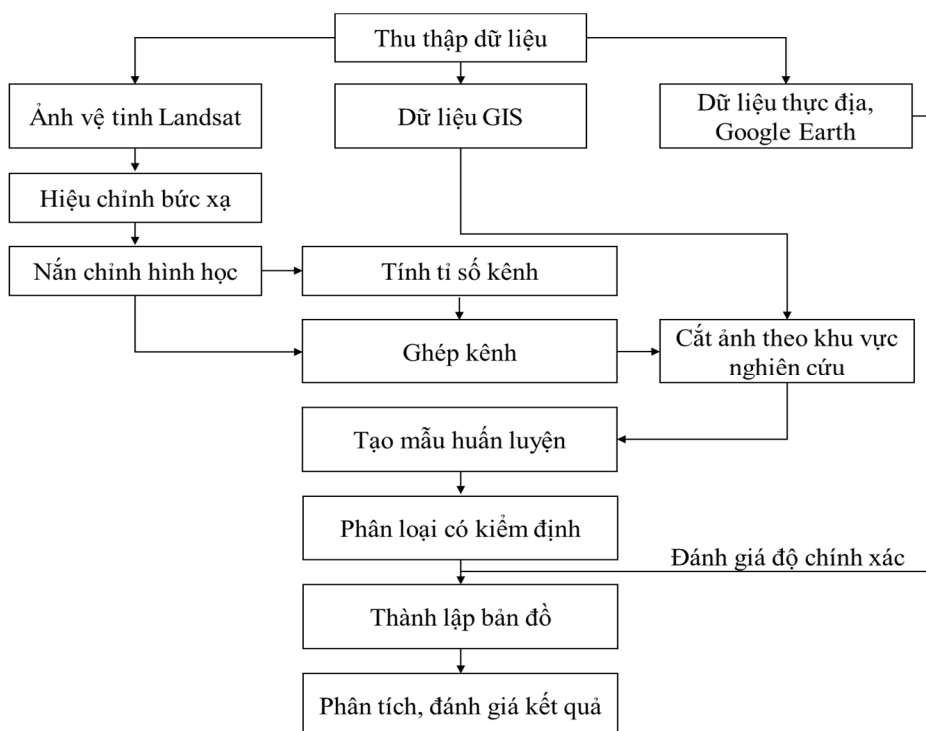 Thu thập dữ liệu
Ảnh vệ tinh Landsat
Dữ liệu GIS
Dữ liệu thực địa,
Google Earth
Hiệu chỉnh bức xạ
Nắn chỉnh hình học
Tính tỉ số kênh
Ghép kênh
Cắt ảnh theo khu vực
nghiên cứu
Tạo mẫu huấn luyện
Phân loại có kiểm định
Đánh giá độ chính xác
Thành lập bản đồ
Phân tích, đánh giá kết quả